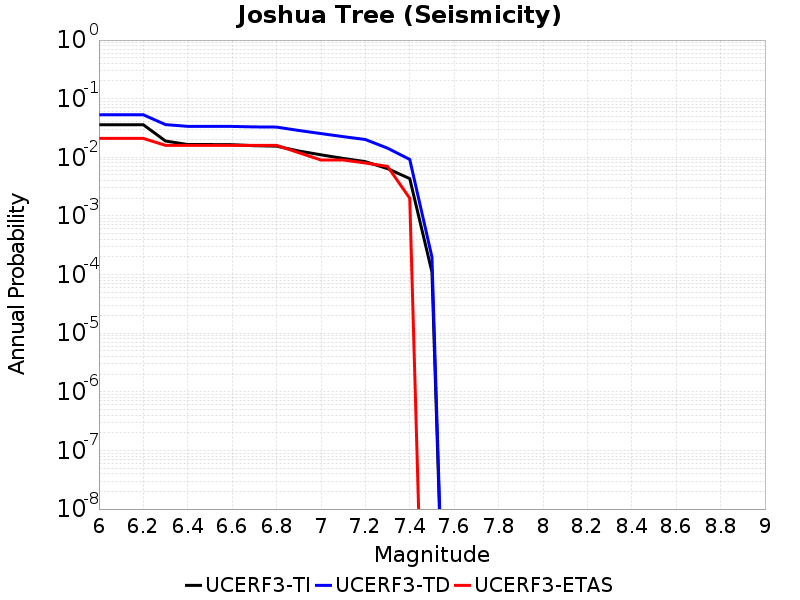 Joshua Tree (Seismicity)
10^0
10^-1
10^-2
10^-3
10^-4
10^-5
10^-6
10^-7
10^-8
Annual Probability
6 6.2 6.4 6.6 6.8 7 7.2 7.4 7.6 7.8 8 8.2 8.4 8.6 8.8 9
Magnitude
UCERF3-TI UCERF3-TD UCERF3-ETAS